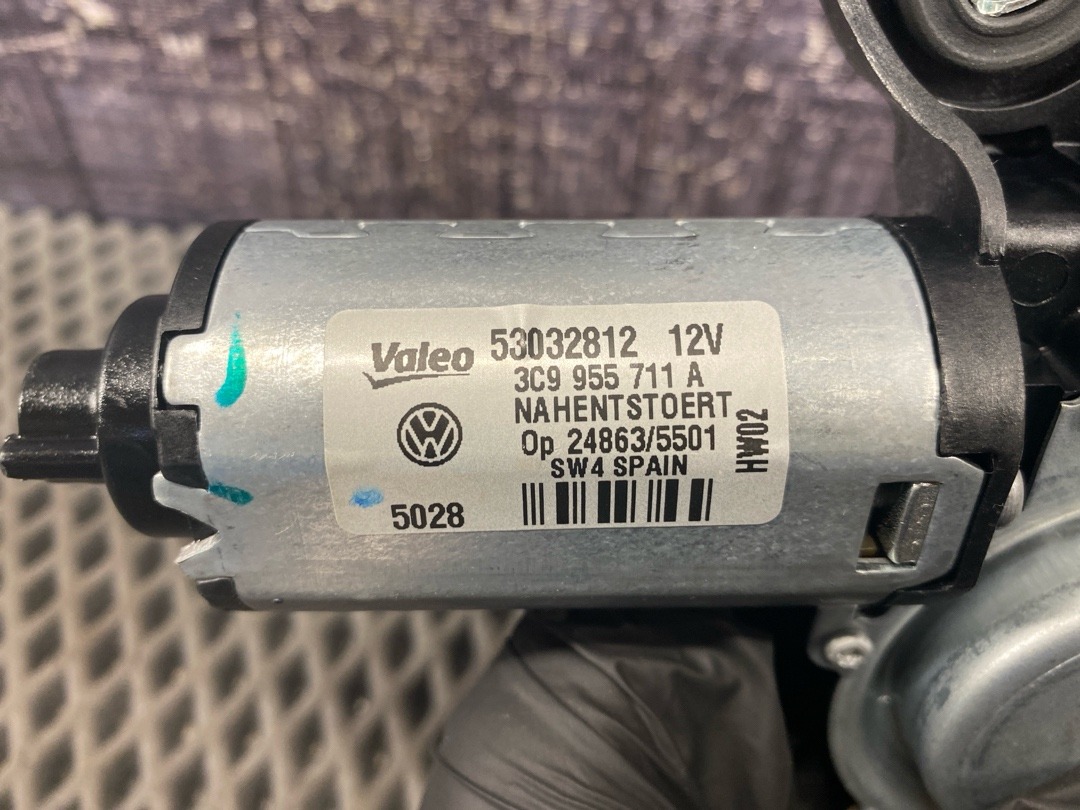 Valeo 53032812 12V
3C9 955 711 A
NAHENTSTOERT
Op 24863/5501
SW4 SPAIN
HW02
5028